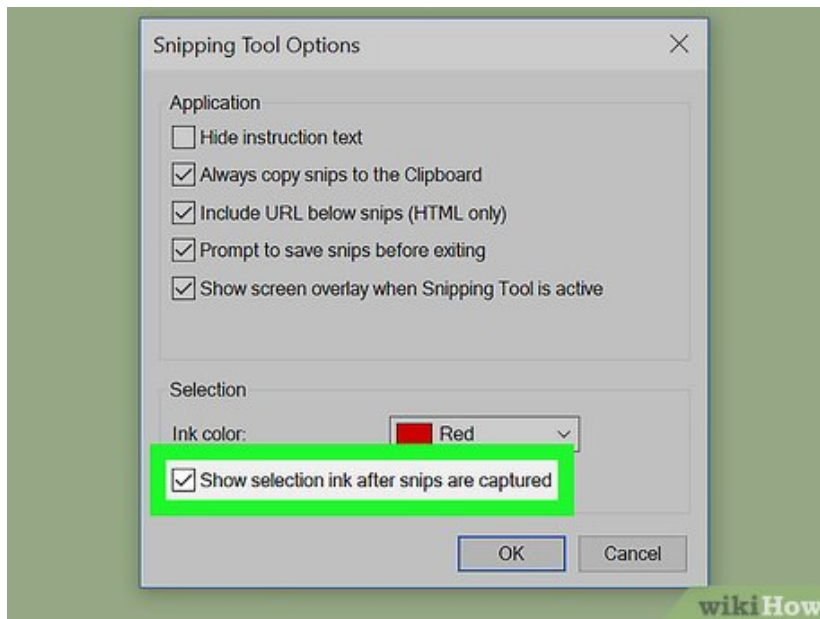 Snipping Tool Options
Application
Hide instruction text
Always copy snips to the Clipboard
Include URL below snips (HTML only)
Prompt to save snips before exiting
Show screen overlay when Snipping Tool is active
Selection
Ink color: Red
Show selection ink after snips are captured
OK Cancel
wikiHow